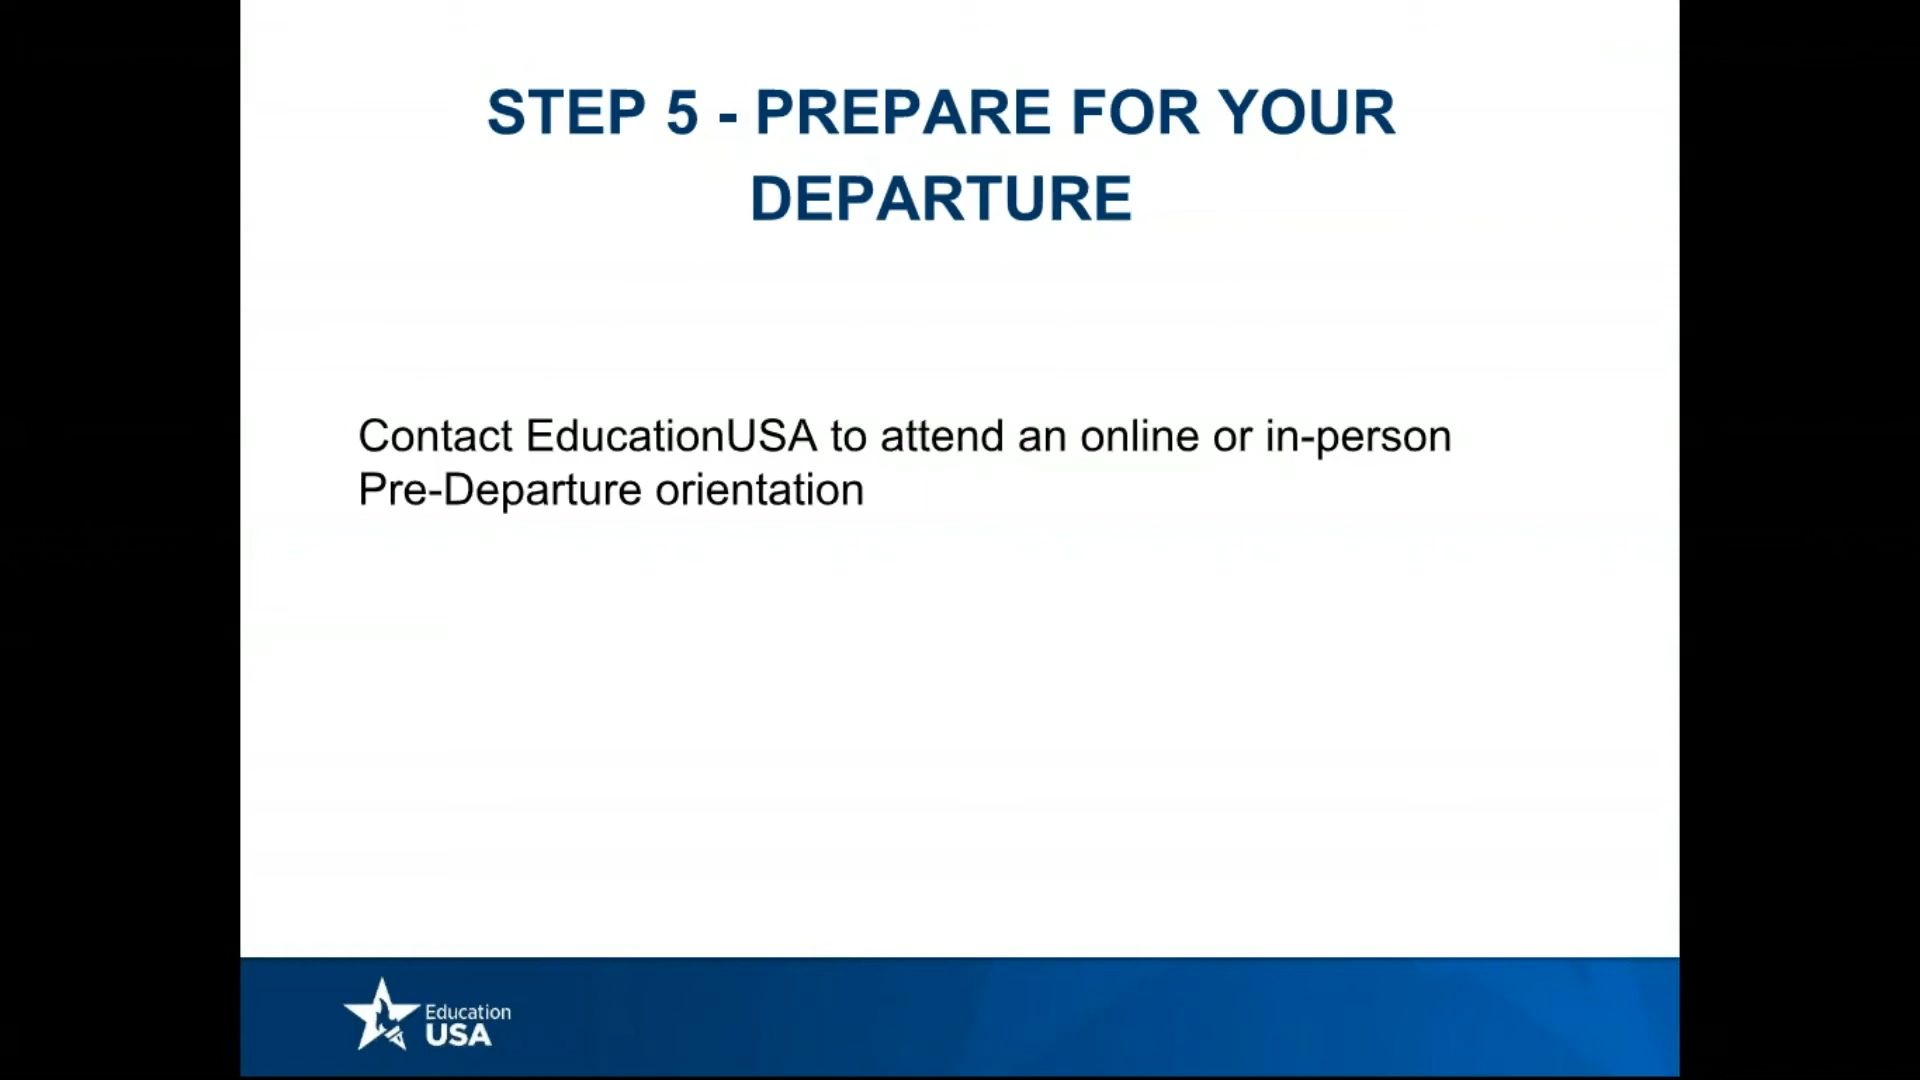 STEP 5 - PREPARE FOR YOUR
DEPARTURE
Contact EducationUSA to attend an online or in-person
Pre-Departure orientation
Education
USA